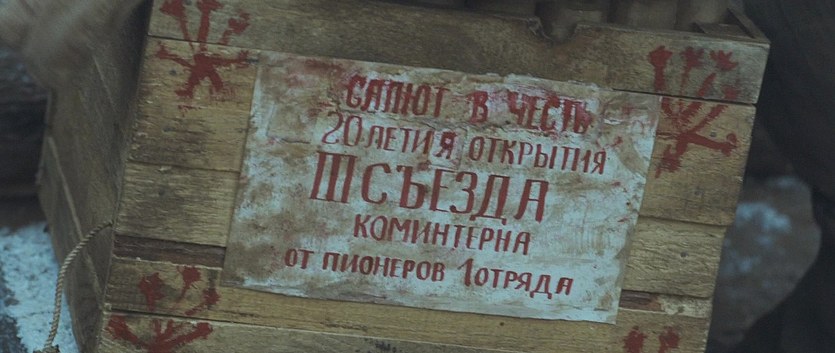 САЛЮТ В ЧЕСТЬ
20 ЛЕТИЯ ОТКРЫТИЯ
III СЪЕЗДА
КОМИНТЕРНА
ОТ ПИОНЕРОВ 1 ОТРЯДА